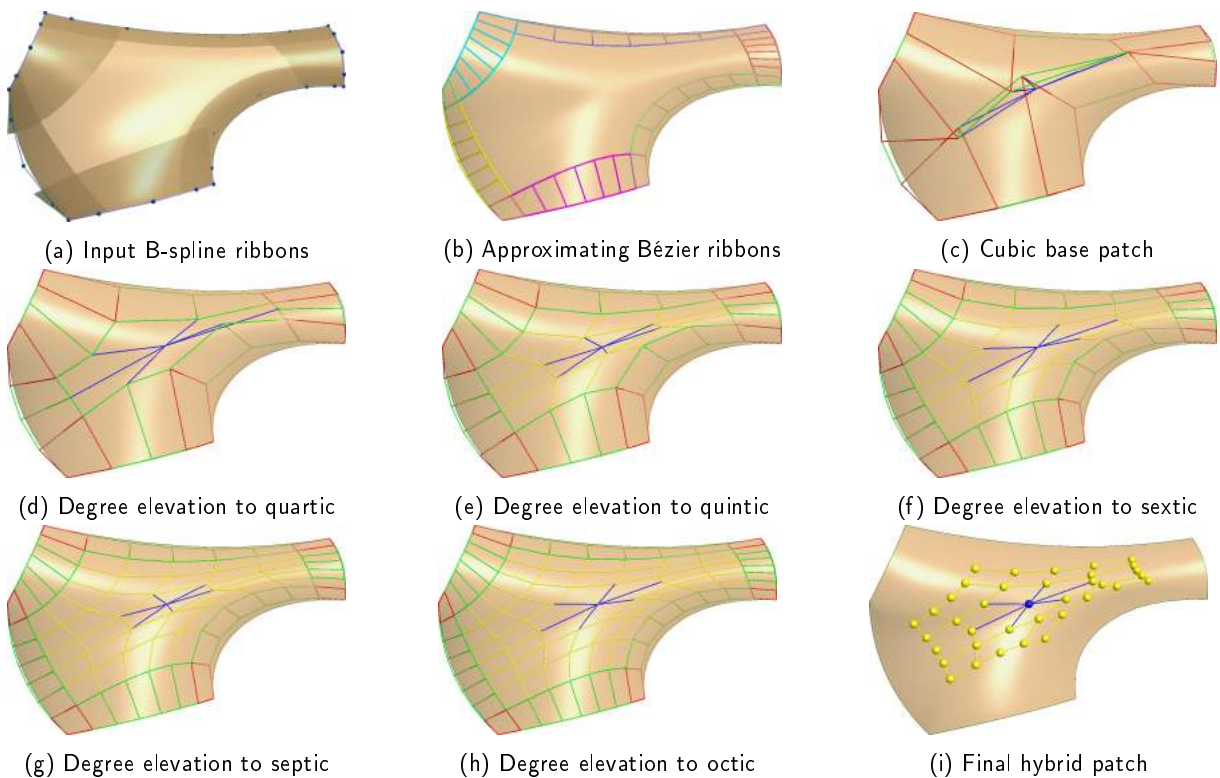 (a) Input B-spline ribbons
(b) Approximating Bézier ribbons
(c) Cubic base patch
(d) Degree elevation to quartic
(e) Degree elevation to quintic
(f) Degree elevation to sextic
(g) Degree elevation to septic
(h) Degree elevation to octic
(i) Final hybrid patch